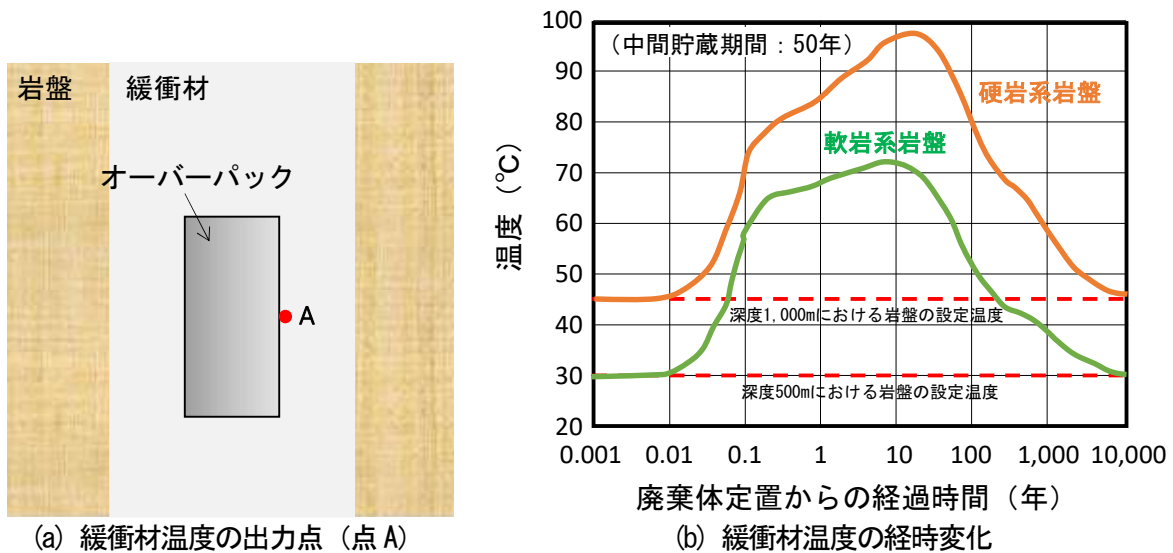 岩盤
緩衝材
オーバーパック
A
(a) 緩衝材温度の出力点（点 A）
温度（℃）
100
90
80
70
60
50
40
30
20
（中間貯蔵期間：50年）
硬岩系岩盤
軟岩系岩盤
深度1,000mにおける岩盤の設定温度
深度500mにおける岩盤の設定温度
0.001 0.01 0.1 1 10 100 1,000 10,000
廃棄体定置からの経過時間（年）
(b) 緩衝材温度の経時変化